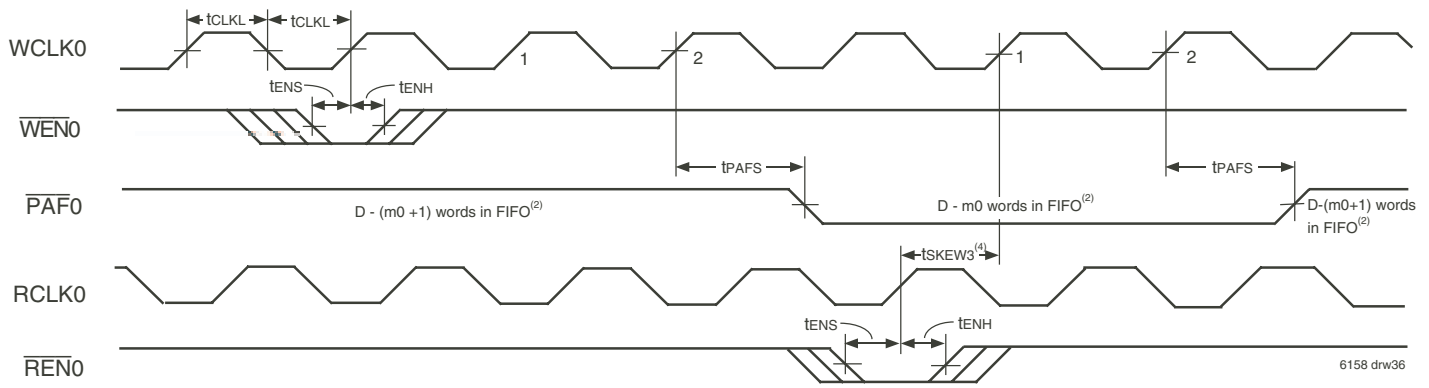 tCLKL tCLKL
WCLK0
1 2 1 2
tENS tENH
WEN0
tPAFS tPAFS
PAF0
D - (m0 +1) words in FIFO(2)
D - m0 words in FIFO(2)
D-(m0+1) words
in FIFO(2)
tSKEW3(4)
RCLK0
tENS tENH
REN0
6158 drw36